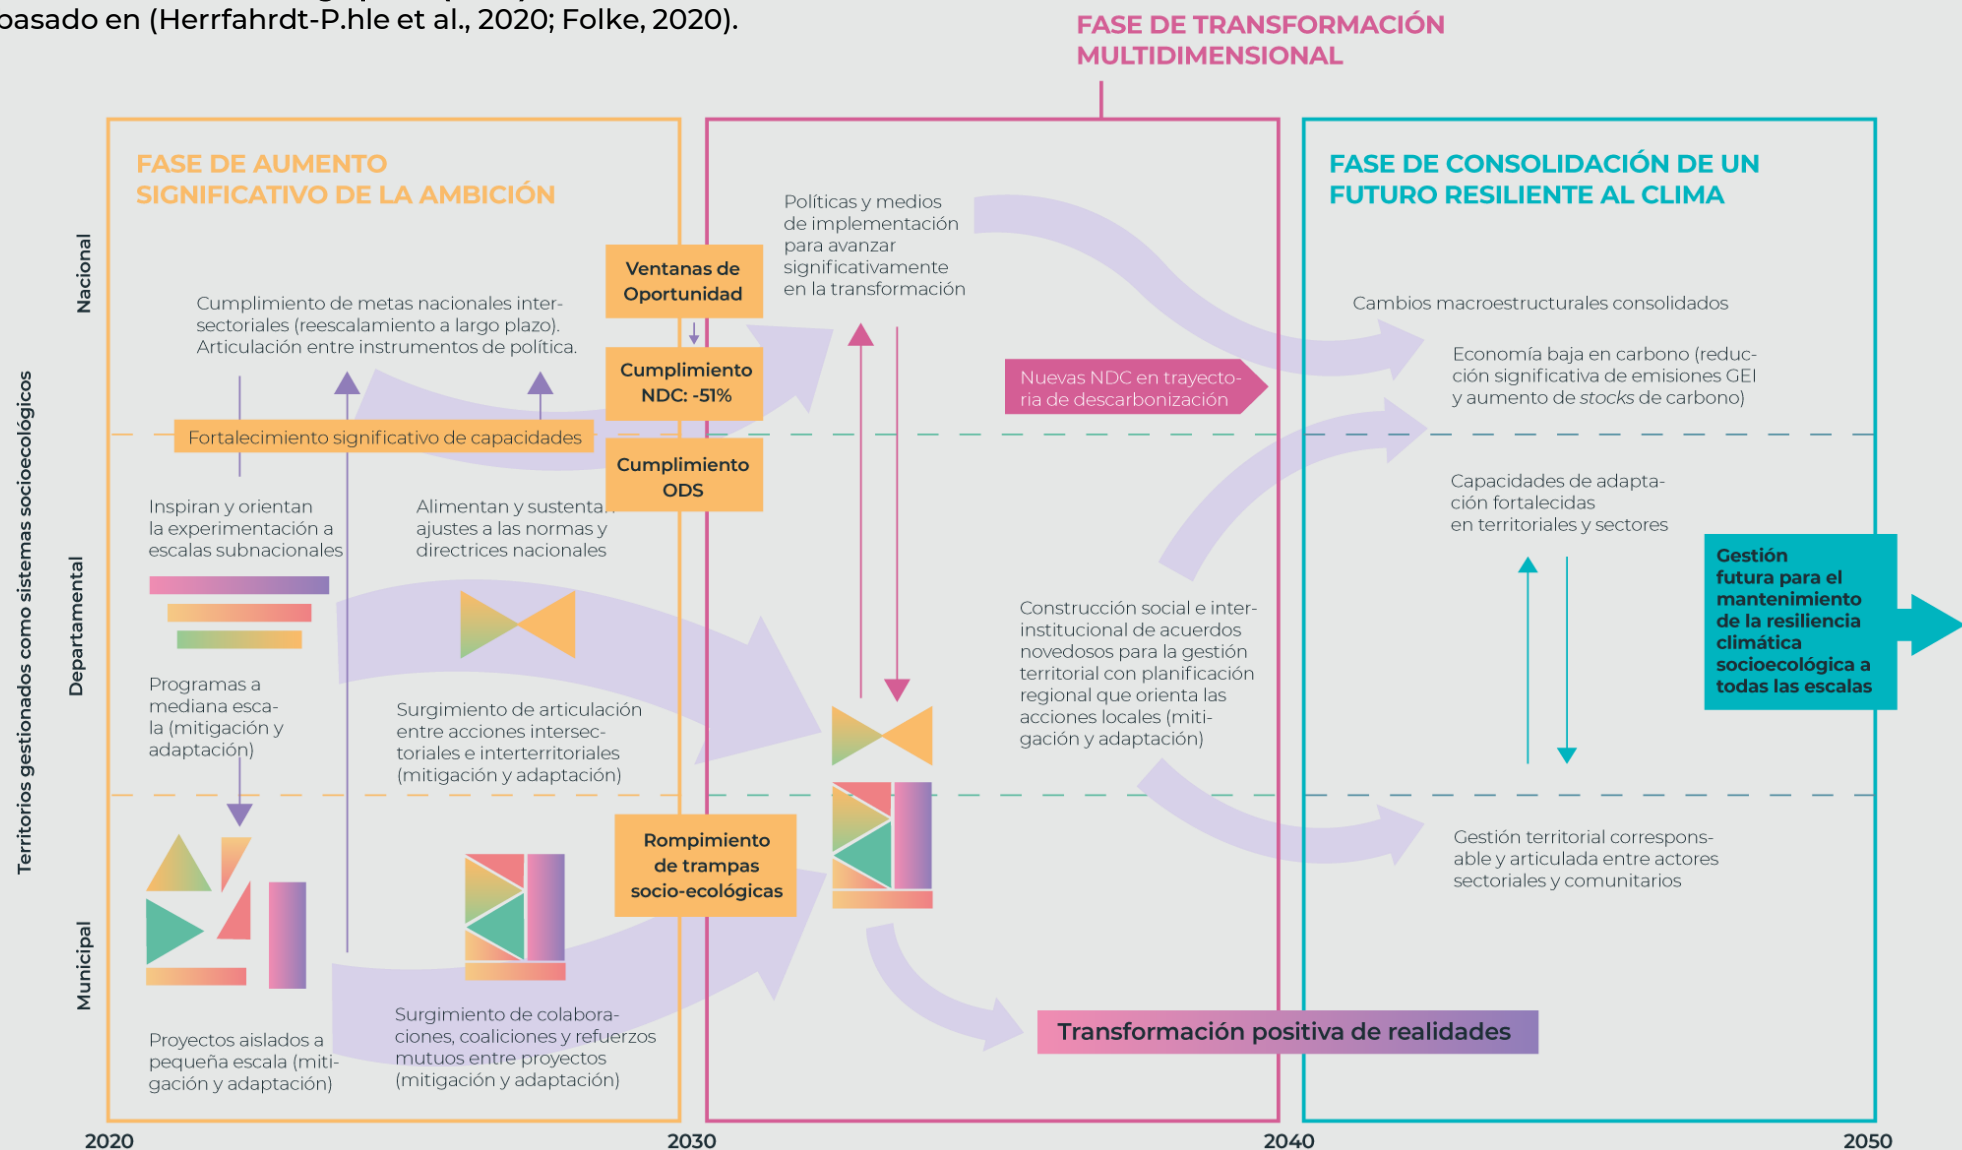 basado en (Herrfahrdt-P.hle et al., 2020; Folke, 2020).
FASE DE TRANSFORMACIÓN
MULTIDIMENSIONAL
FASE DE AUMENTO
SIGNIFICATIVO DE LA AMBICIÓN
FASE DE CONSOLIDACIÓN DE UN
FUTURO RESILIENTE AL CLIMA
Territorios gestionados como sistemas socioecológicos
Nacional
Departamental
Municipal
Cumplimiento de metas nacionales inter-
sectoriales (reescalamiento a largo plazo).
Articulación entre instrumentos de política.
Fortalecimiento significativo de capacidades
Inspiran y orientan
la experimentación a
escalas subnacionales
Alimentan y sustentan
ajustes a las normas y
directrices nacionales
Programas a
mediana esca-
la (mitigación y
adaptación)
Surgimiento de articulación
entre acciones intersec-
toriales e interterritoriales
(mitigación y adaptación)
Proyectos aislados a
pequeña escala (miti-
gación y adaptación)
Surgimiento de colabora-
ciones, coaliciones y refuerzos
mutuos entre proyectos
(mitigación y adaptación)
Ventanas de
Oportunidad
Cumplimiento
NDC: -51%
Cumplimiento
ODS
Rompimiento
de trampas
socio-ecológicas
Políticas y medios
de implementación
para avanzar
significativamente
en la transformación
Nuevas NDC en trayecto-
ria de descarbonización
Construcción social e inter-
institucional de acuerdos
novedosos para la gestión
territorial con planificación
regional que orienta las
acciones locales (miti-
gación y adaptación)
Transformación positiva de realidades
Cambios macroestructurales consolidados
Economía baja en carbono (reduc-
ción significativa de emisiones GEI
y aumento de stocks de carbono)
Capacidades de adapta-
ción fortalecidas
en territoriales y sectores
Gestión
futura para el
mantenimiento
de la resiliencia
climática
socioecológica a
todas las escalas
Gestión territorial correspons-
able y articulada entre actores
sectoriales y comunitarios
2020
2030
2040
2050